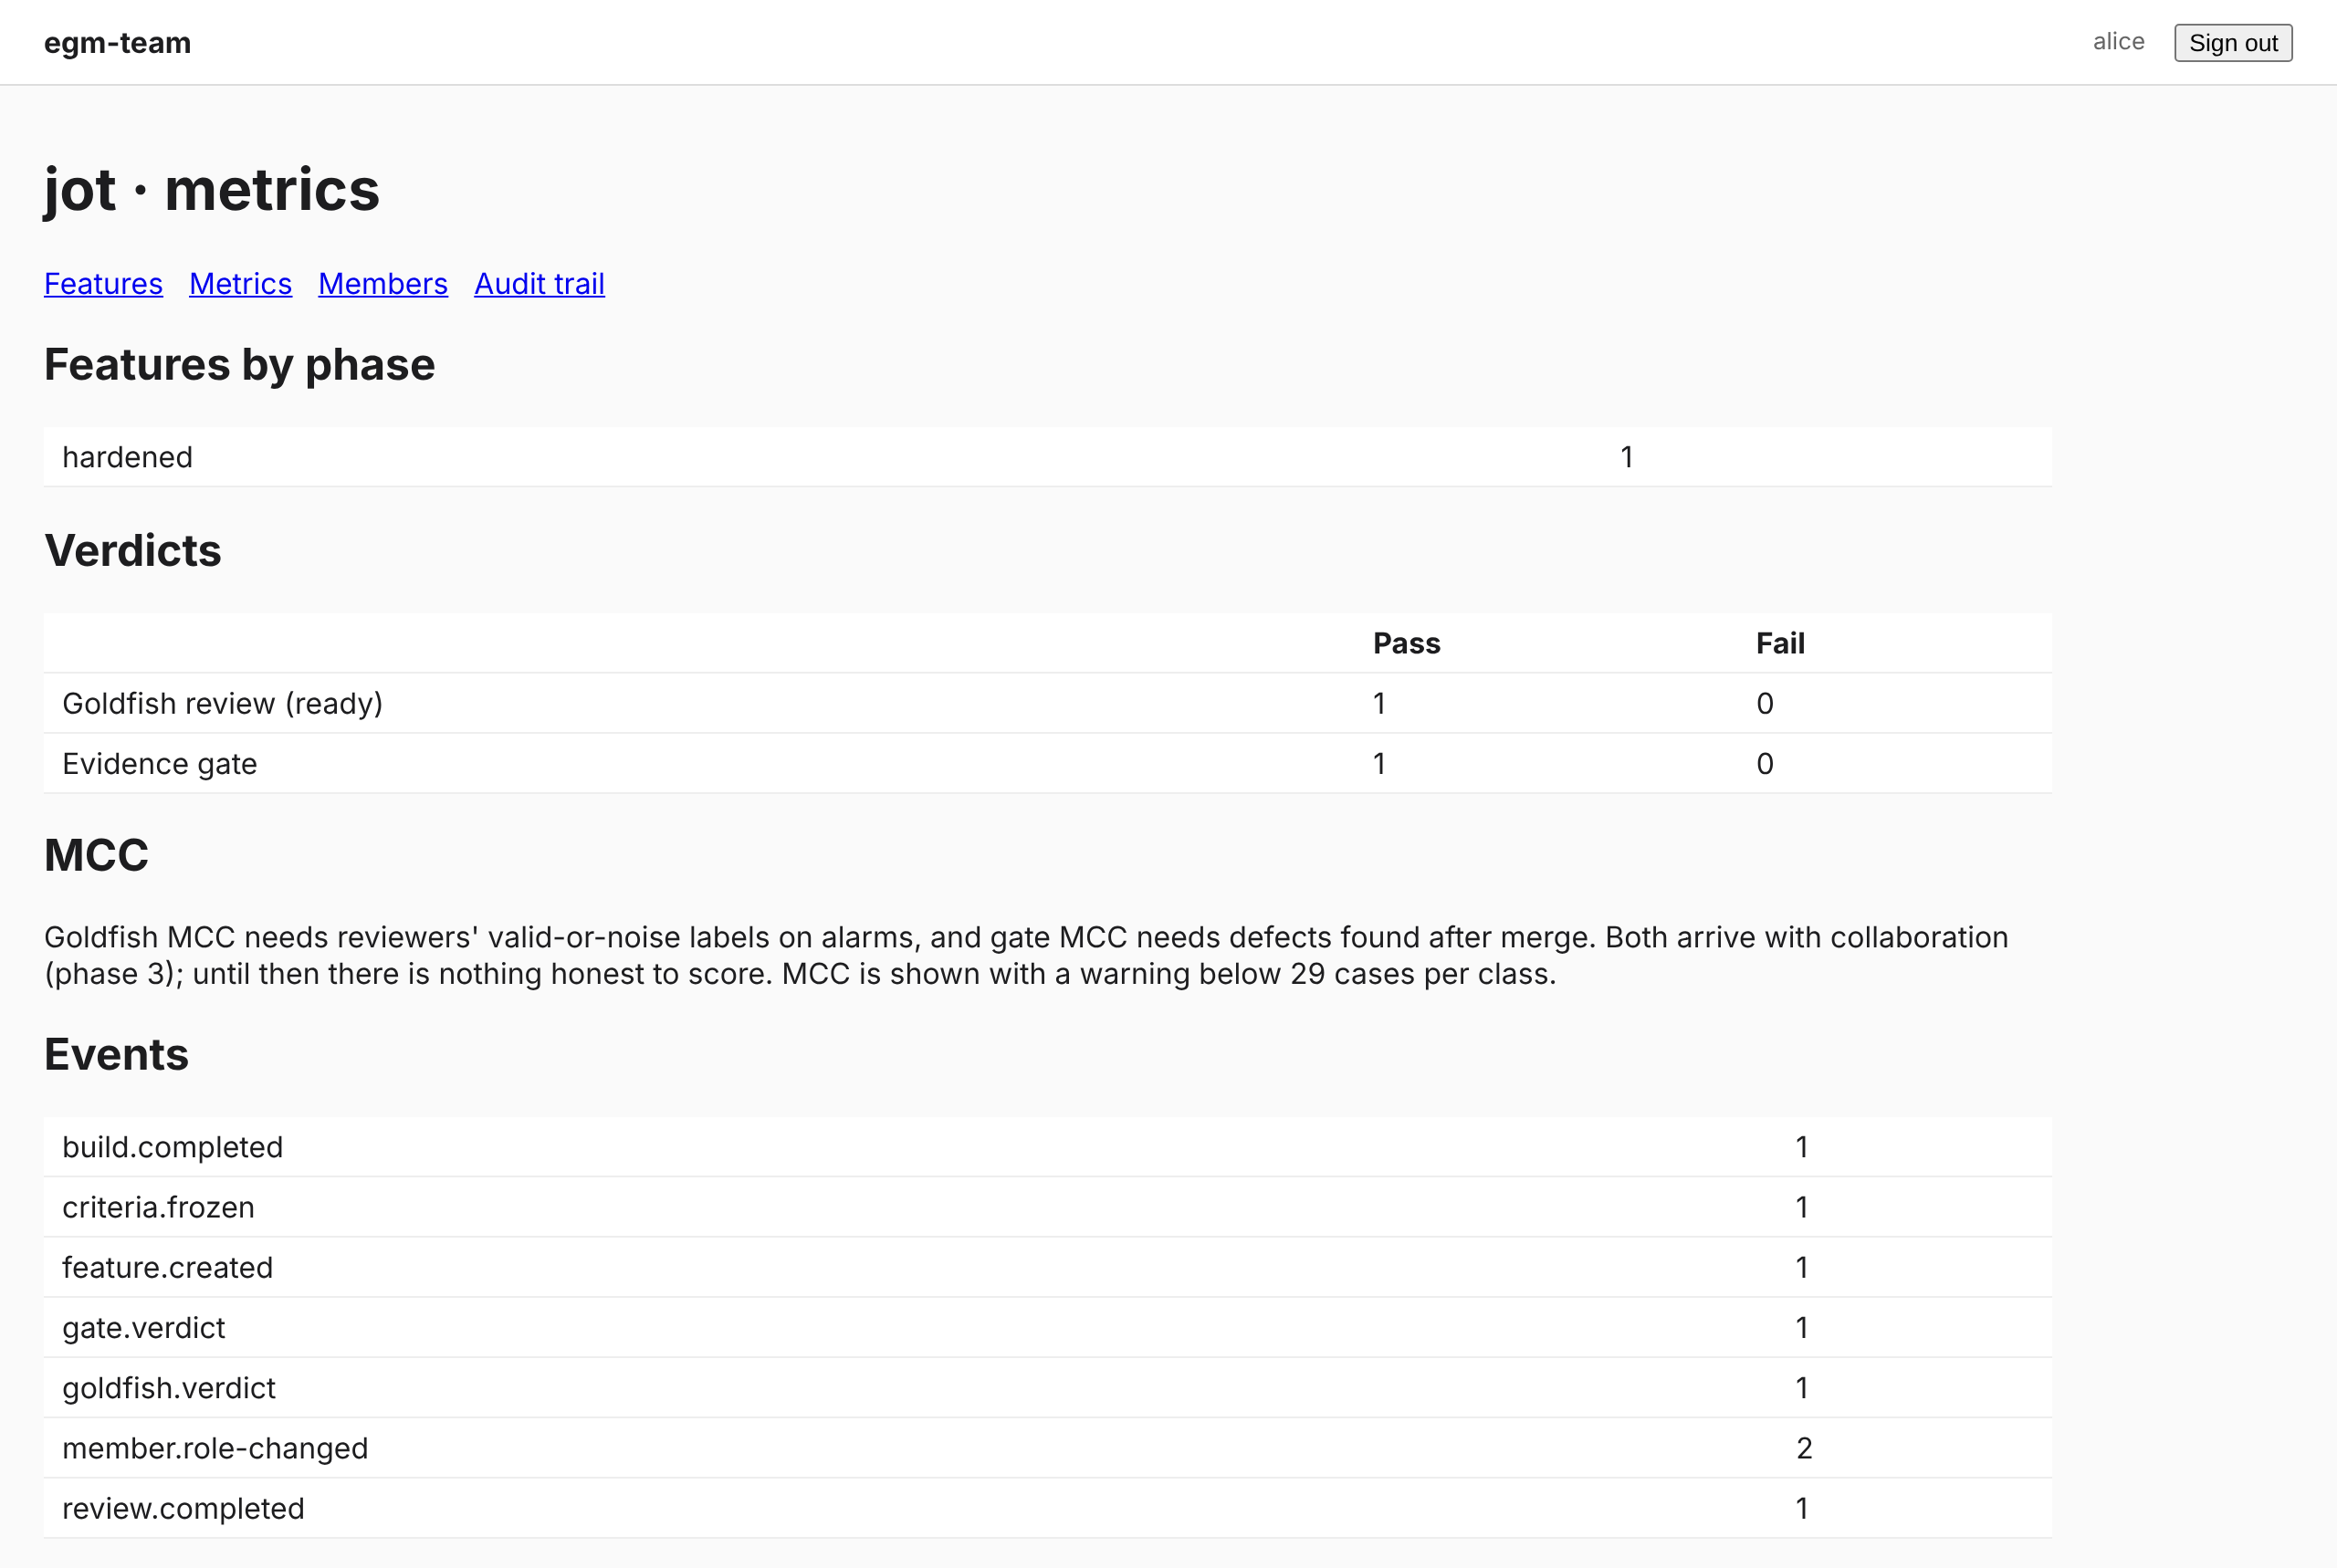 egm-team
alice
Sign out
jot · metrics
Features Metrics Members Audit trail
Features by phase
hardened 1
Verdicts
Pass Fail
Goldfish review (ready) 1 0
Evidence gate 1 0
MCC
Goldfish MCC needs reviewers' valid-or-noise labels on alarms, and gate MCC needs defects found after merge. Both arrive with collaboration
(phase 3); until then there is nothing honest to score. MCC is shown with a warning below 29 cases per class.
Events
build.completed 1
criteria.frozen 1
feature.created 1
gate.verdict 1
goldfish.verdict 1
member.role-changed 2
review.completed 1